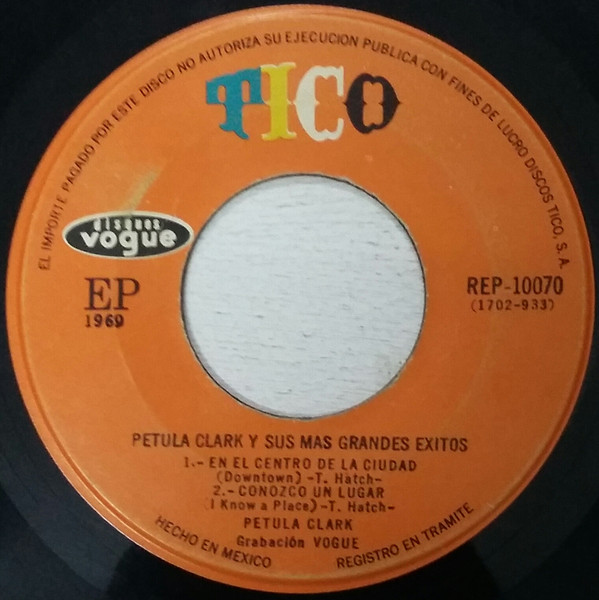 EL IMPORTE PAGADO POR ESTE DISCO NO AUTORIZA SU EJECUCION PUBLICA CON FINES DE LUCRO DISCOS TICO, S.A.
TICO
disques
vogue
EP
1969
REP-10070
(1702-933)
PETULA CLARK Y SUS MAS GRANDES EXITOS
1.- EN EL CENTRO DE LA CIUDAD
(Downtown) -T. Hatch-
2.- CONOZCO UN LUGAR
(I Know a Place) -T. Hatch-
PETULA CLARK
Grabación VOGUE
HECHO EN MEXICO
REGISTRO EN TRAMITE